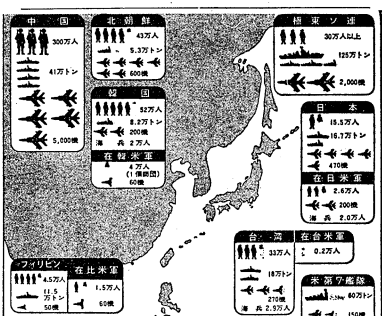 中国
300万人
41万トン
5,000機
北朝鮮
43万人
5.3万トン
600機
韓国
52万人
8.2万トン
200機
海兵2万人
在韓米軍
4万人
(1個師団)
60機
極東ソ連
30万人以上
125万トン
2,000機
日本
15.5万人
16.7万トン
470機
在日米軍
2.6万人
200機
海兵2.0万人
台湾
33万人
18万トン
270機
海兵2.9万人
在台米軍
0.2万人
フィリピン
4.5万人
11.5
万トン
50機
在比米軍
1.5万人
60機
米第7艦隊
60万トン
150機